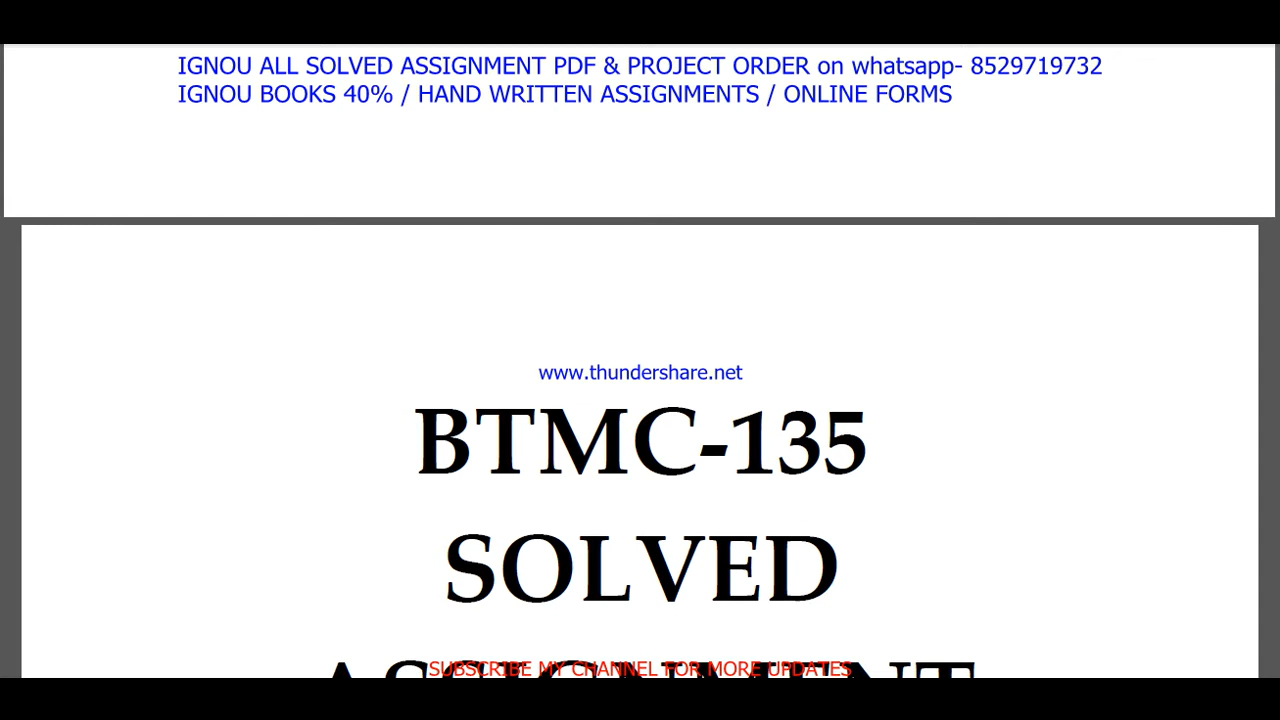 IGNOU ALL SOLVED ASSIGNMENT PDF & PROJECT ORDER on whatsapp- 8529719732
IGNOU BOOKS 40% / HAND WRITTEN ASSIGNMENTS / ONLINE FORMS
www.thundershare.net
BTMC-135
SOLVED
ASSIGNMENT
SUBSCRIBE MY CHANNEL FOR MORE UPDATES